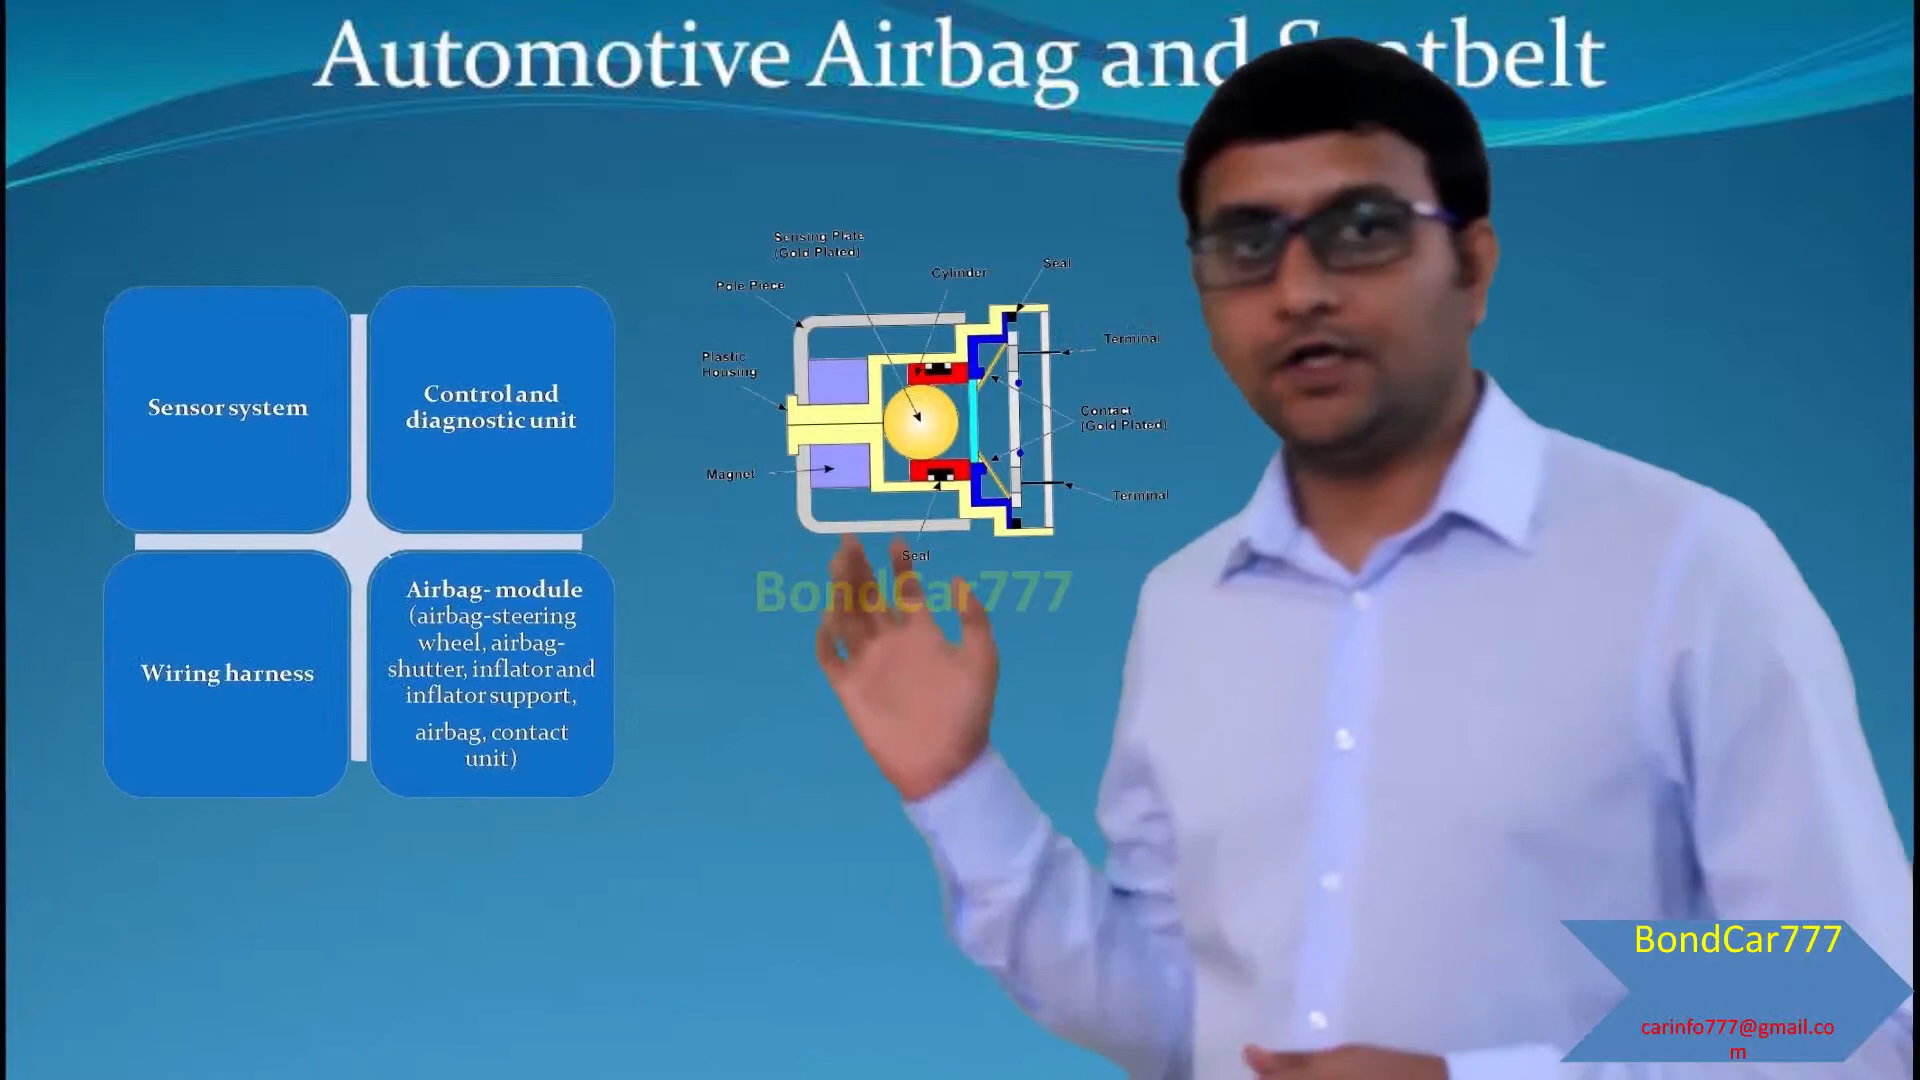 Automotive Airbag and Seatbelt
Sensor system
Control and
diagnostic unit
Wiring harness
Airbag- module
(airbag-steering
wheel, airbag-
shutter, inflator and
inflator support,
airbag, contact
unit)
Sensing Plate
(Gold Plated)
Cylinder
Seal
Pole Piece
Terminal
Plastic
Housing
Contact
(Gold Plated)
Magnet
Terminal
Seal
BondCar777
BondCar777
carinfo777@gmail.co
m